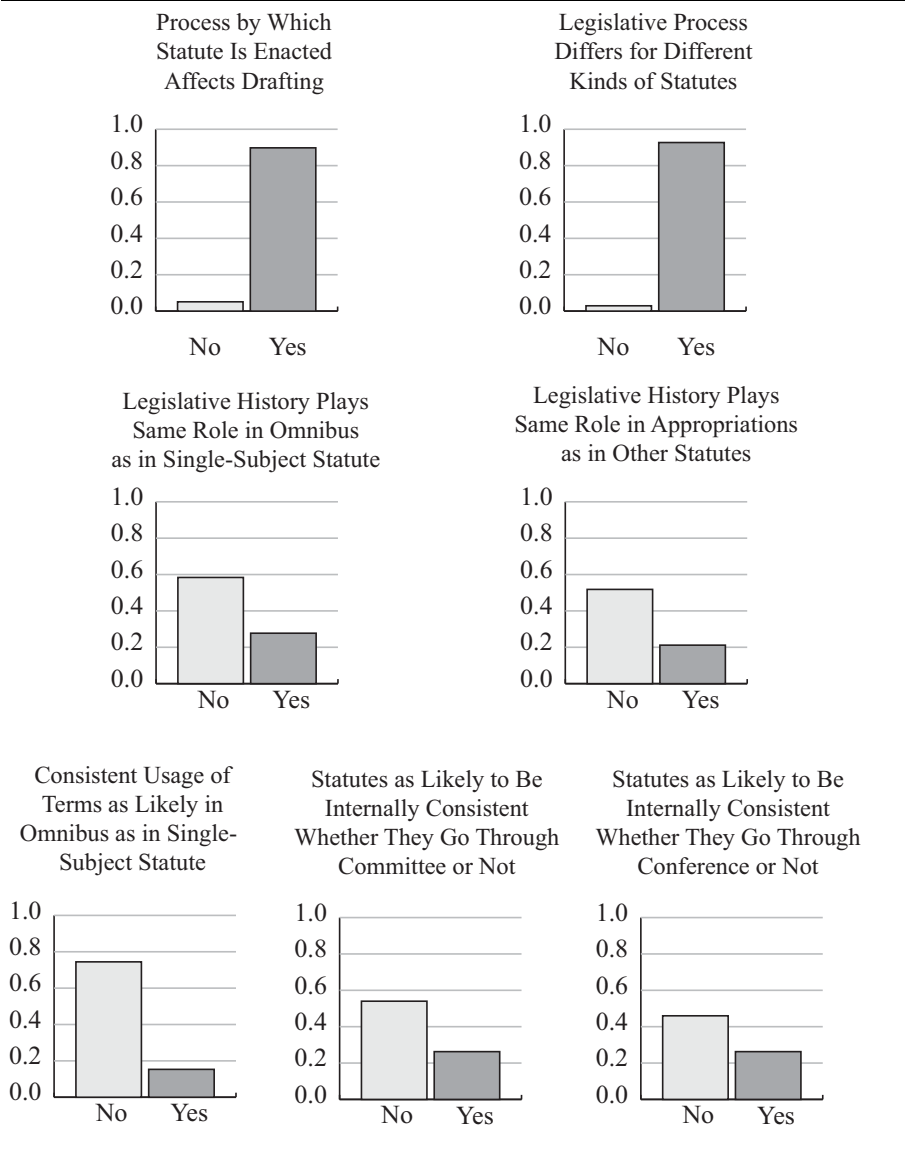 Process by Which
Statute Is Enacted
Affects Drafting
1.0
0.8
0.6
0.4
0.2
0.0
No Yes
Legislative Process
Differs for Different
Kinds of Statutes
1.0
0.8
0.6
0.4
0.2
0.0
No Yes
Legislative History Plays
Same Role in Omnibus
as in Single-Subject Statute
1.0
0.8
0.6
0.4
0.2
0.0
No Yes
Legislative History Plays
Same Role in Appropriations
as in Other Statutes
1.0
0.8
0.6
0.4
0.2
0.0
No Yes
Consistent Usage of
Terms as Likely in
Omnibus as in Single-
Subject Statute
1.0
0.8
0.6
0.4
0.2
0.0
No Yes
Statutes as Likely to Be
Internally Consistent
Whether They Go Through
Committee or Not
1.0
0.8
0.6
0.4
0.2
0.0
No Yes
Statutes as Likely to Be
Internally Consistent
Whether They Go Through
Conference or Not
1.0
0.8
0.6
0.4
0.2
0.0
No Yes